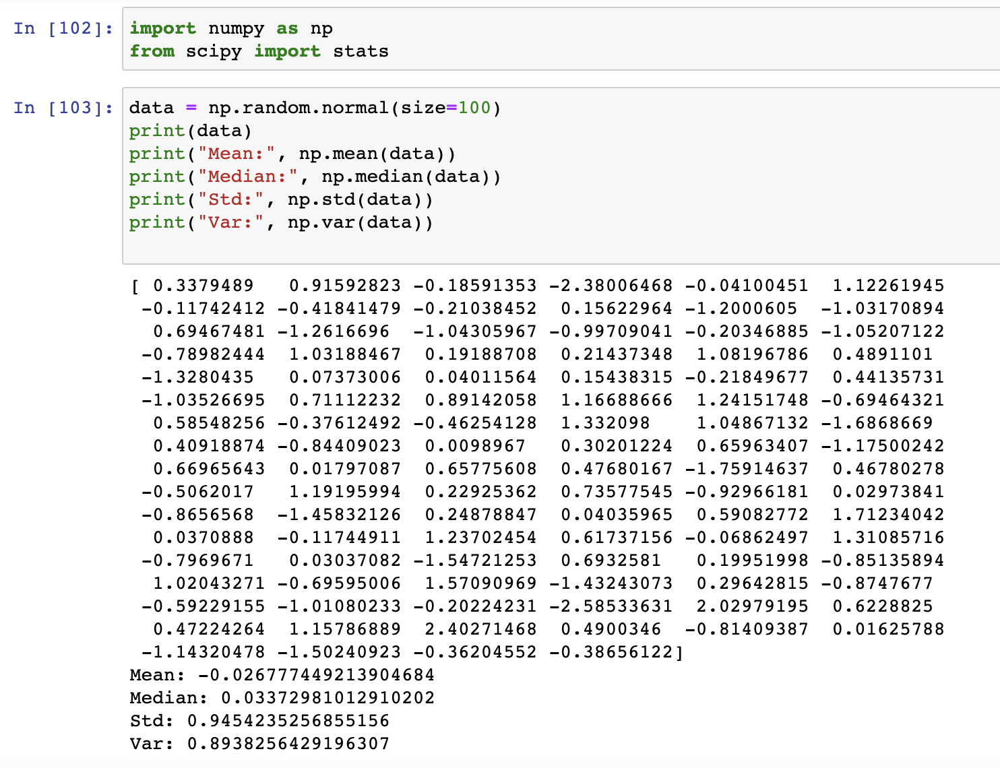 In [102]: import numpy as np
from scipy import stats
In [103]: data = np.random.normal(size=100)
print(data)
print("Mean:", np.mean(data))
print("Median:", np.median(data))
print("Std:", np.std(data))
print("Var:", np.var(data))
[ 0.3379489   0.91592823 -0.18591353 -2.38006468 -0.04100451  1.12261945
 -0.11742412 -0.41841479 -0.21038452  0.15622964 -1.2000605  -1.03170894
  0.69467481 -1.2616696  -1.04305967 -0.99709041 -0.20346885 -1.05207122
 -0.78982444  1.03188467  0.19188708  0.21437348  1.08196786  0.4891101
 -1.3280435   0.07373006  0.04011564  0.15438315 -0.21849677  0.44135731
 -1.03526695  0.71112232  0.89142058  1.16688666  1.24151748 -0.69464321
  0.58548256 -0.37612492 -0.46254128  1.332098    1.04867132 -1.6868669
  0.40918874 -0.84409023  0.0098967   0.30201224  0.65963407 -1.17500242
  0.66965643  0.01797087  0.65775608  0.47680167 -1.75914637  0.46780278
 -0.5062017   1.19195994  0.22925362  0.73577545 -0.92966181  0.02973841
 -0.8656568  -1.45832126  0.24878847  0.04035965  0.59082772  1.71234042
  0.0370888  -0.11744911  1.23702454  0.61737156 -0.06862497  1.31085716
 -0.7969671   0.03037082 -1.54721253  0.6932581   0.19951998 -0.85135894
  1.02043271 -0.69595006  1.57090969 -1.43243073  0.29642815 -0.8747677
 -0.59229155 -1.01080233 -0.20224231 -2.58533631  2.02979195  0.6228825
  0.47224264  1.15786889  2.40271468  0.4900346  -0.81409387  0.01625788
 -1.14320478 -1.50240923 -0.36204552 -0.38656122]
Mean: -0.026777449213904684
Median: 0.03372981012910202
Std: 0.9454235256855156
Var: 0.8938256429196307